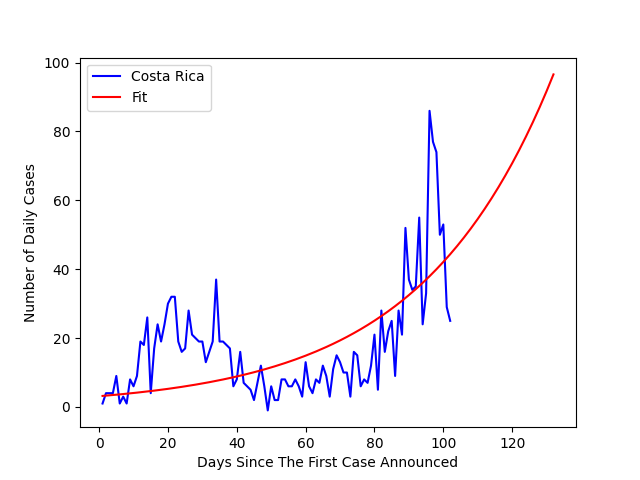 100
80
60
40
20
0
Number of Daily Cases
Costa Rica
Fit
0 20 40 60 80 100 120
Days Since The First Case Announced